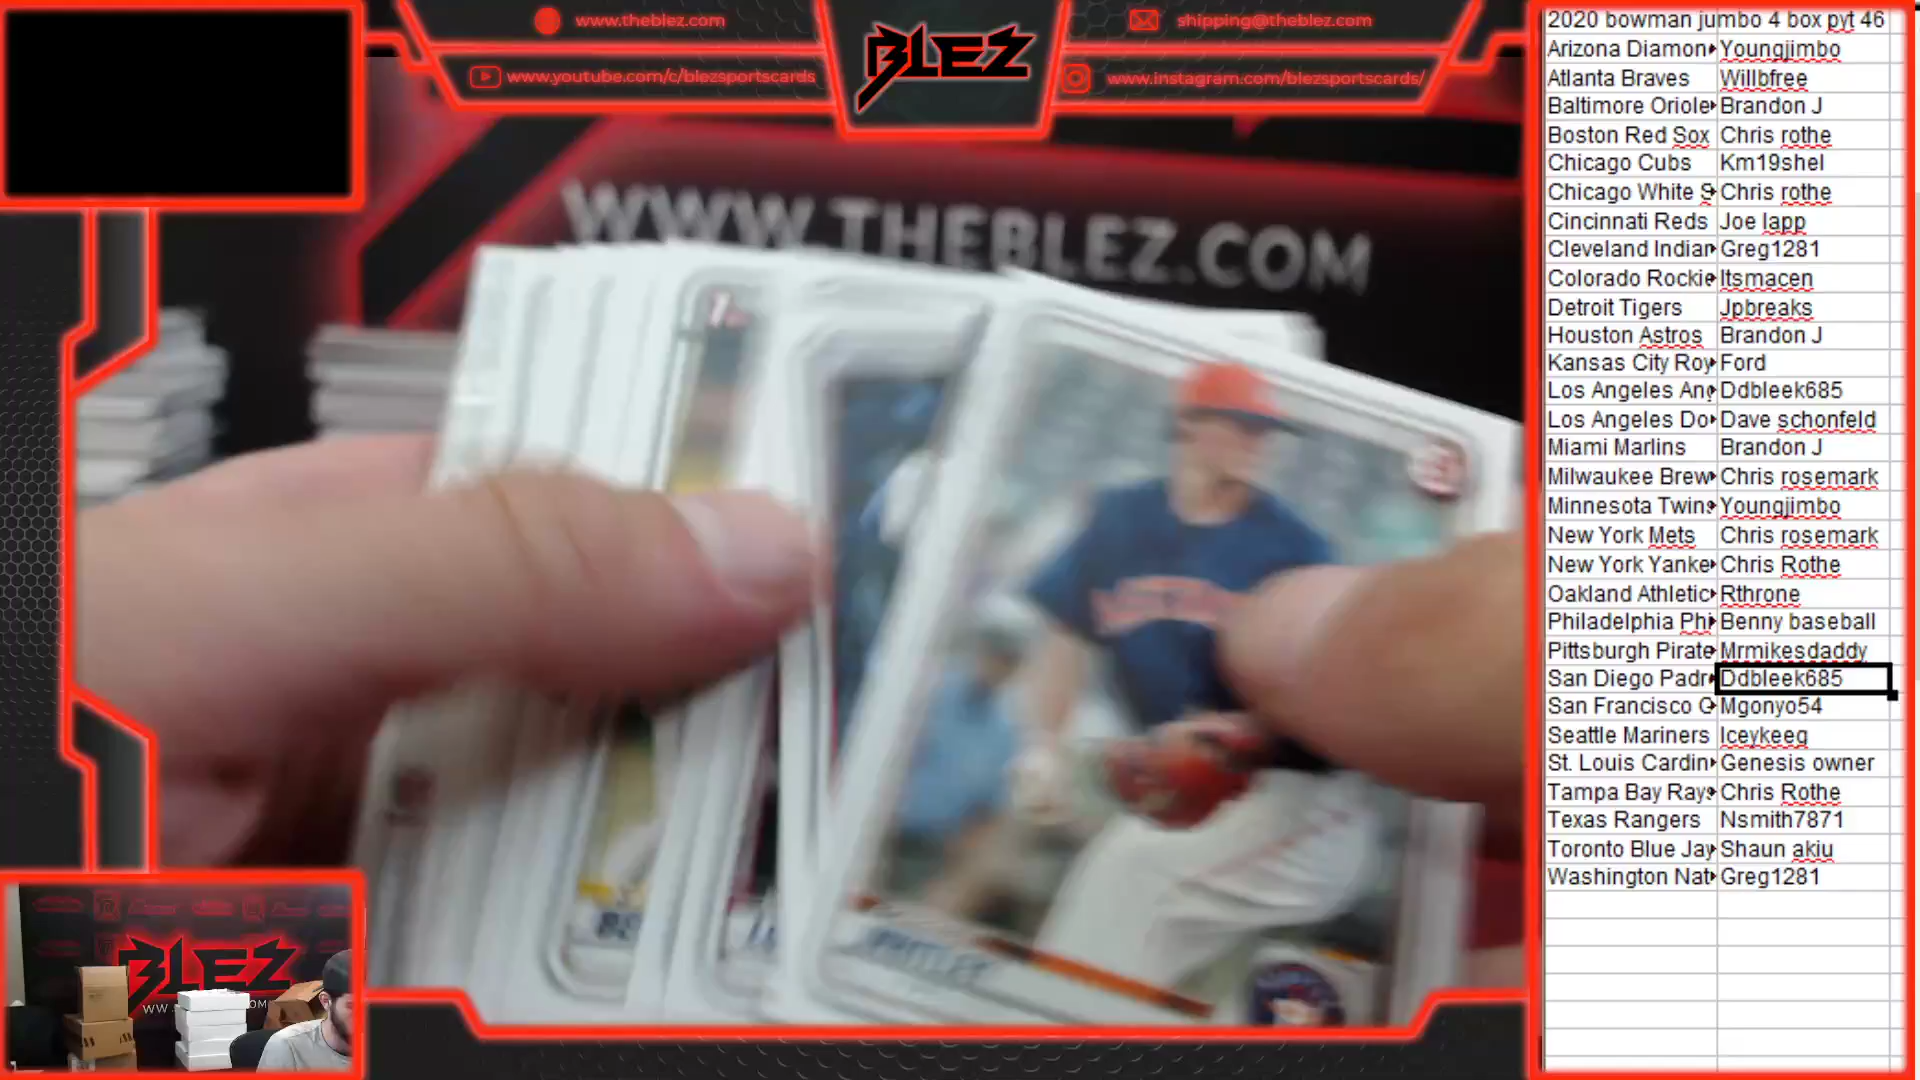 www.theblez.com
www.youtube.com/c/blezsportscards
BLEZ
shipping@theblez.com
www.instagram.com/blezsportscards/
WWW.THEBLEZ.COM
BLEZ
2020 bowman jumbo 4 box pyt 46
Arizona Diamon Youngjimbo
Atlanta Braves Willbfree
Baltimore Oriole Brandon J
Boston Red Sox Chris rothe
Chicago Cubs Km19shel
Chicago White S Chris rothe
Cincinnati Reds Joe lapp
Cleveland Indian Greg1281
Colorado Rockie Itsmacen
Detroit Tigers Jpbreaks
Houston Astros Brandon J
Kansas City Roy Ford
Los Angeles Ang Ddbleek685
Los Angeles Do Dave schonfeld
Miami Marlins Brandon J
Milwaukee Brew Chris rosemark
Minnesota Twins Youngjimbo
New York Mets Chris rosemark
New York Yanke Chris Rothe
Oakland Athletic Rthrone
Philadelphia Phi Benny baseball
Pittsburgh Pirate Mrmikesdaddy
San Diego Padr Ddbleek685
San Francisco G Mgonyo54
Seattle Mariners Iceykeeg
St. Louis Cardin Genesis owner
Tampa Bay Rays Chris Rothe
Texas Rangers Nsmith7871
Toronto Blue Jay Shaun akiu
Washington Nat Greg1281